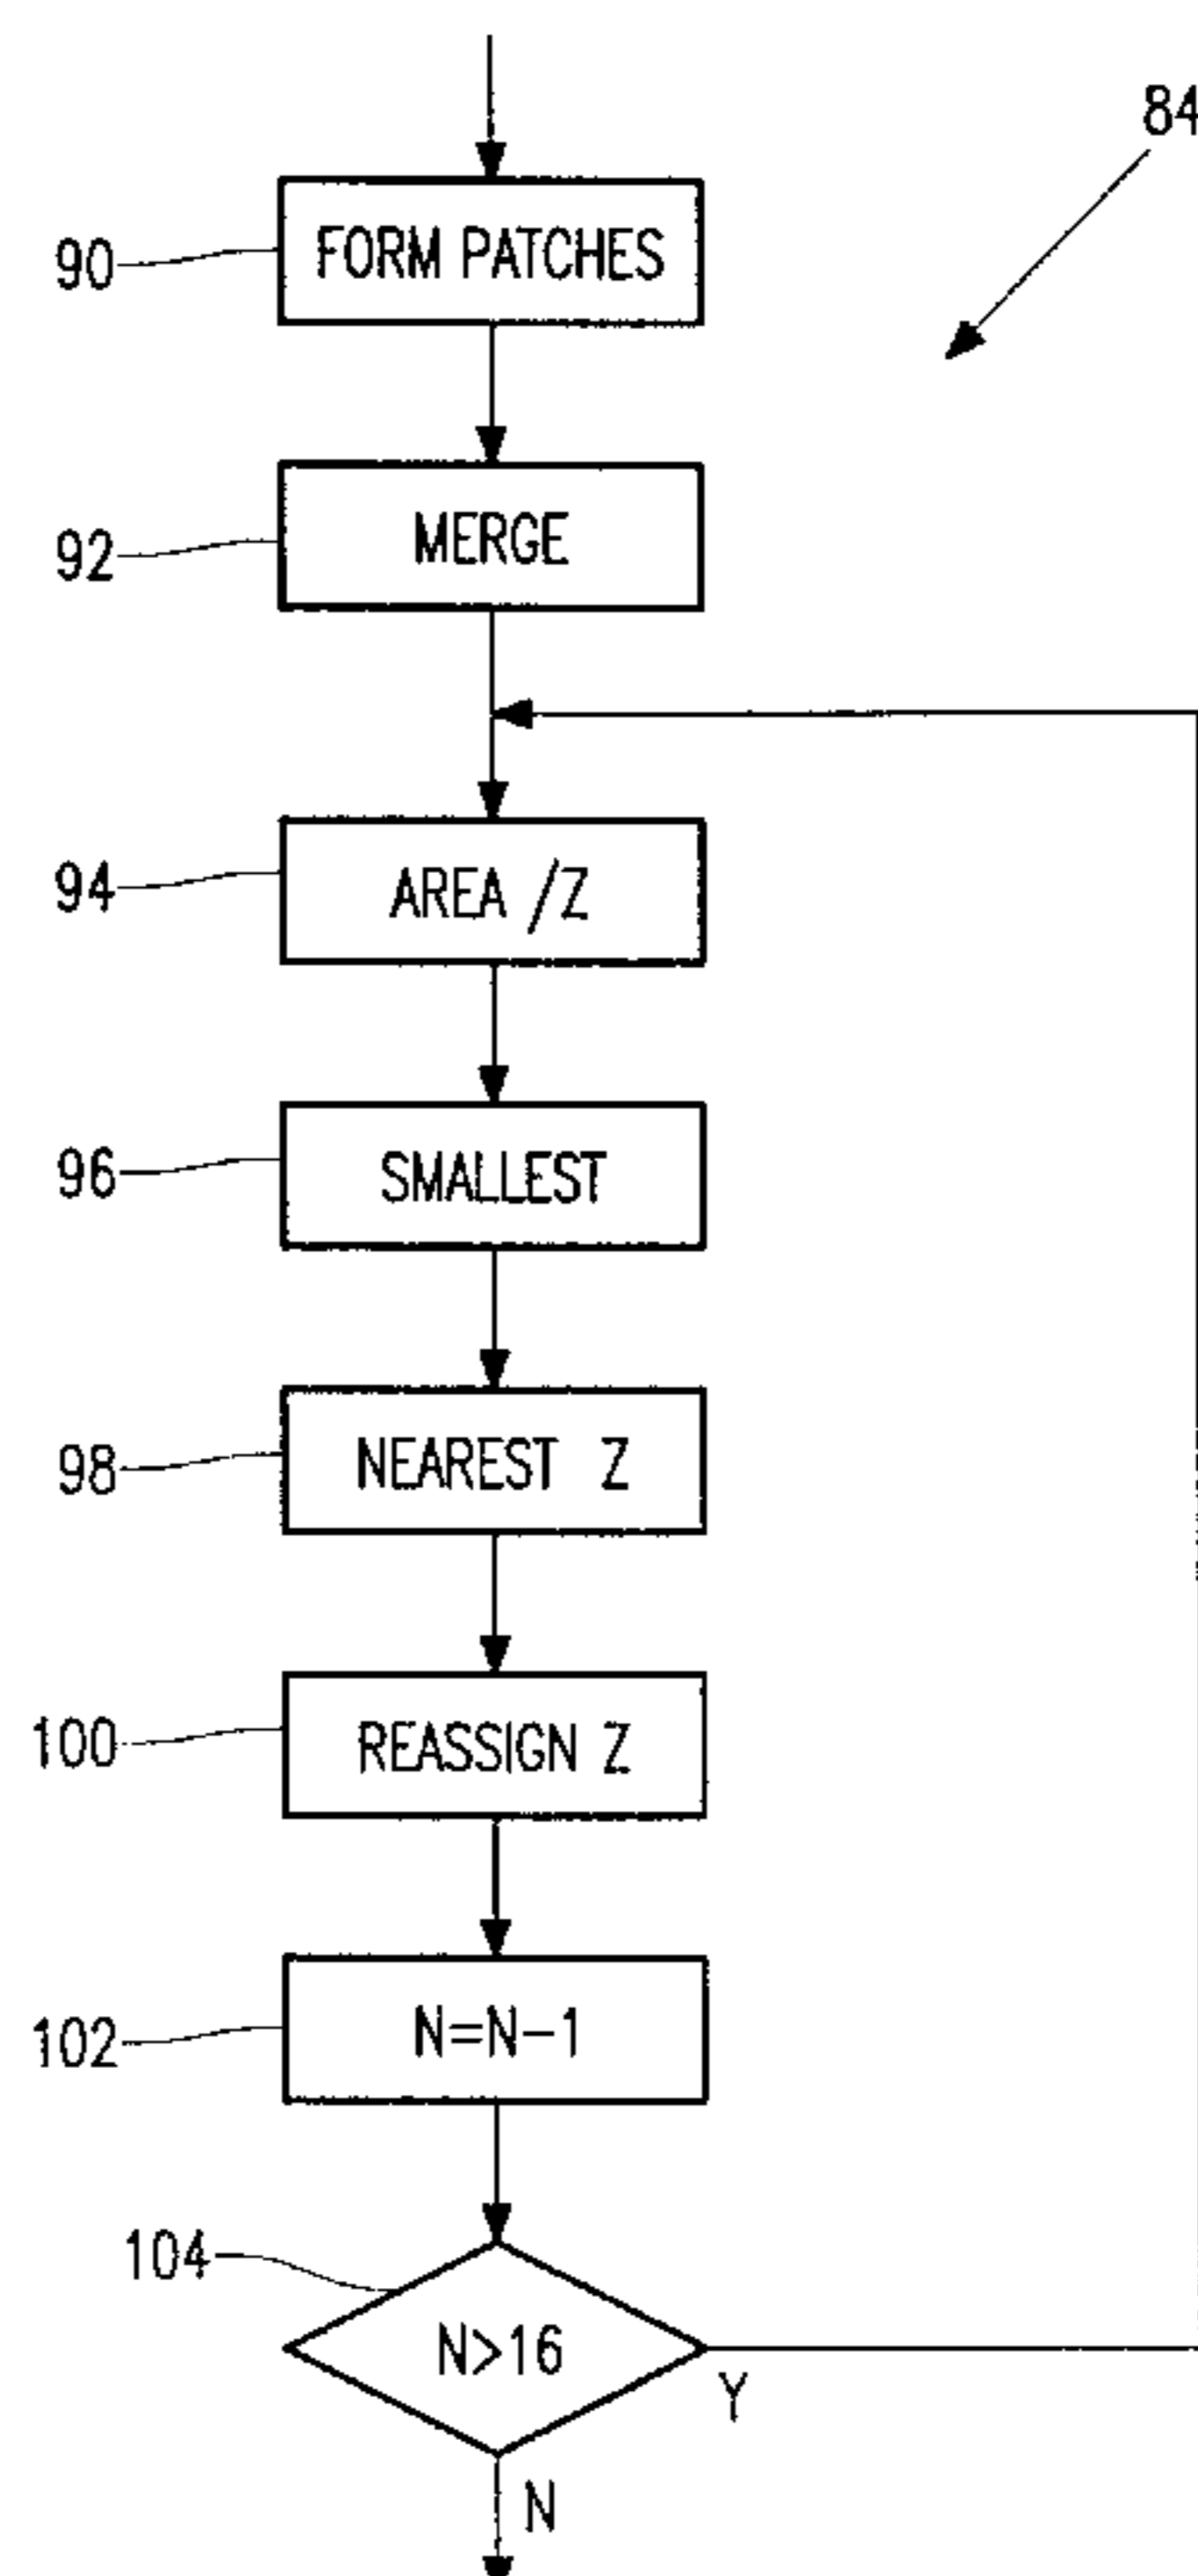 84
90
FORM PATCHES
92
MERGE
94
AREA /Z
96
SMALLEST
98
NEAREST Z
100
REASSIGN Z
102
N=N-1
104
N>16
Y
N